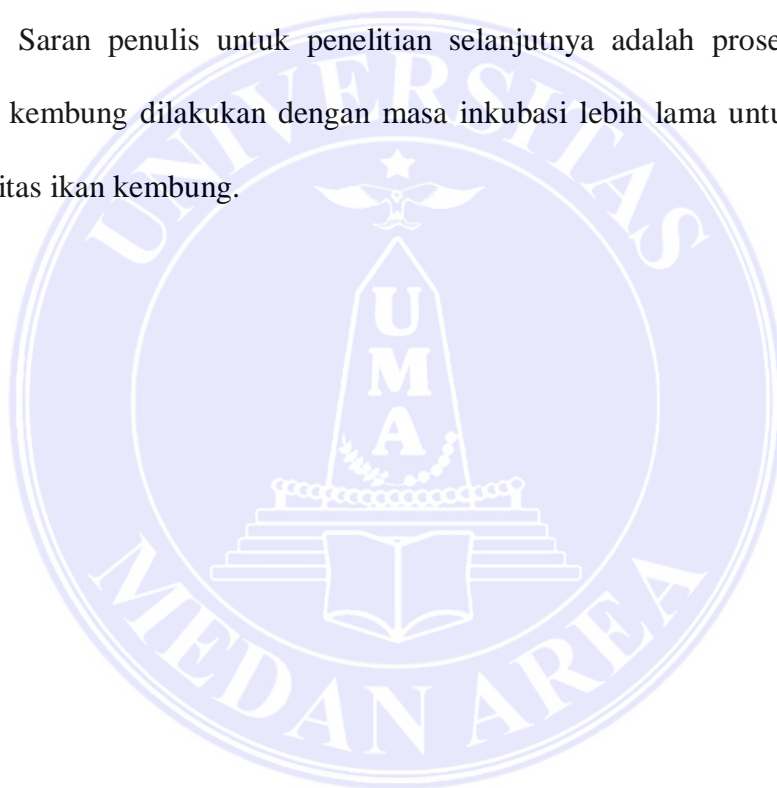 Saran penulis untuk penelitian selanjutnya adalah prose
kembung dilakukan dengan masa inkubasi lebih lama untu
itas ikan kembung.
UNIVERSITAS
U
M
A
MEDAN AREA